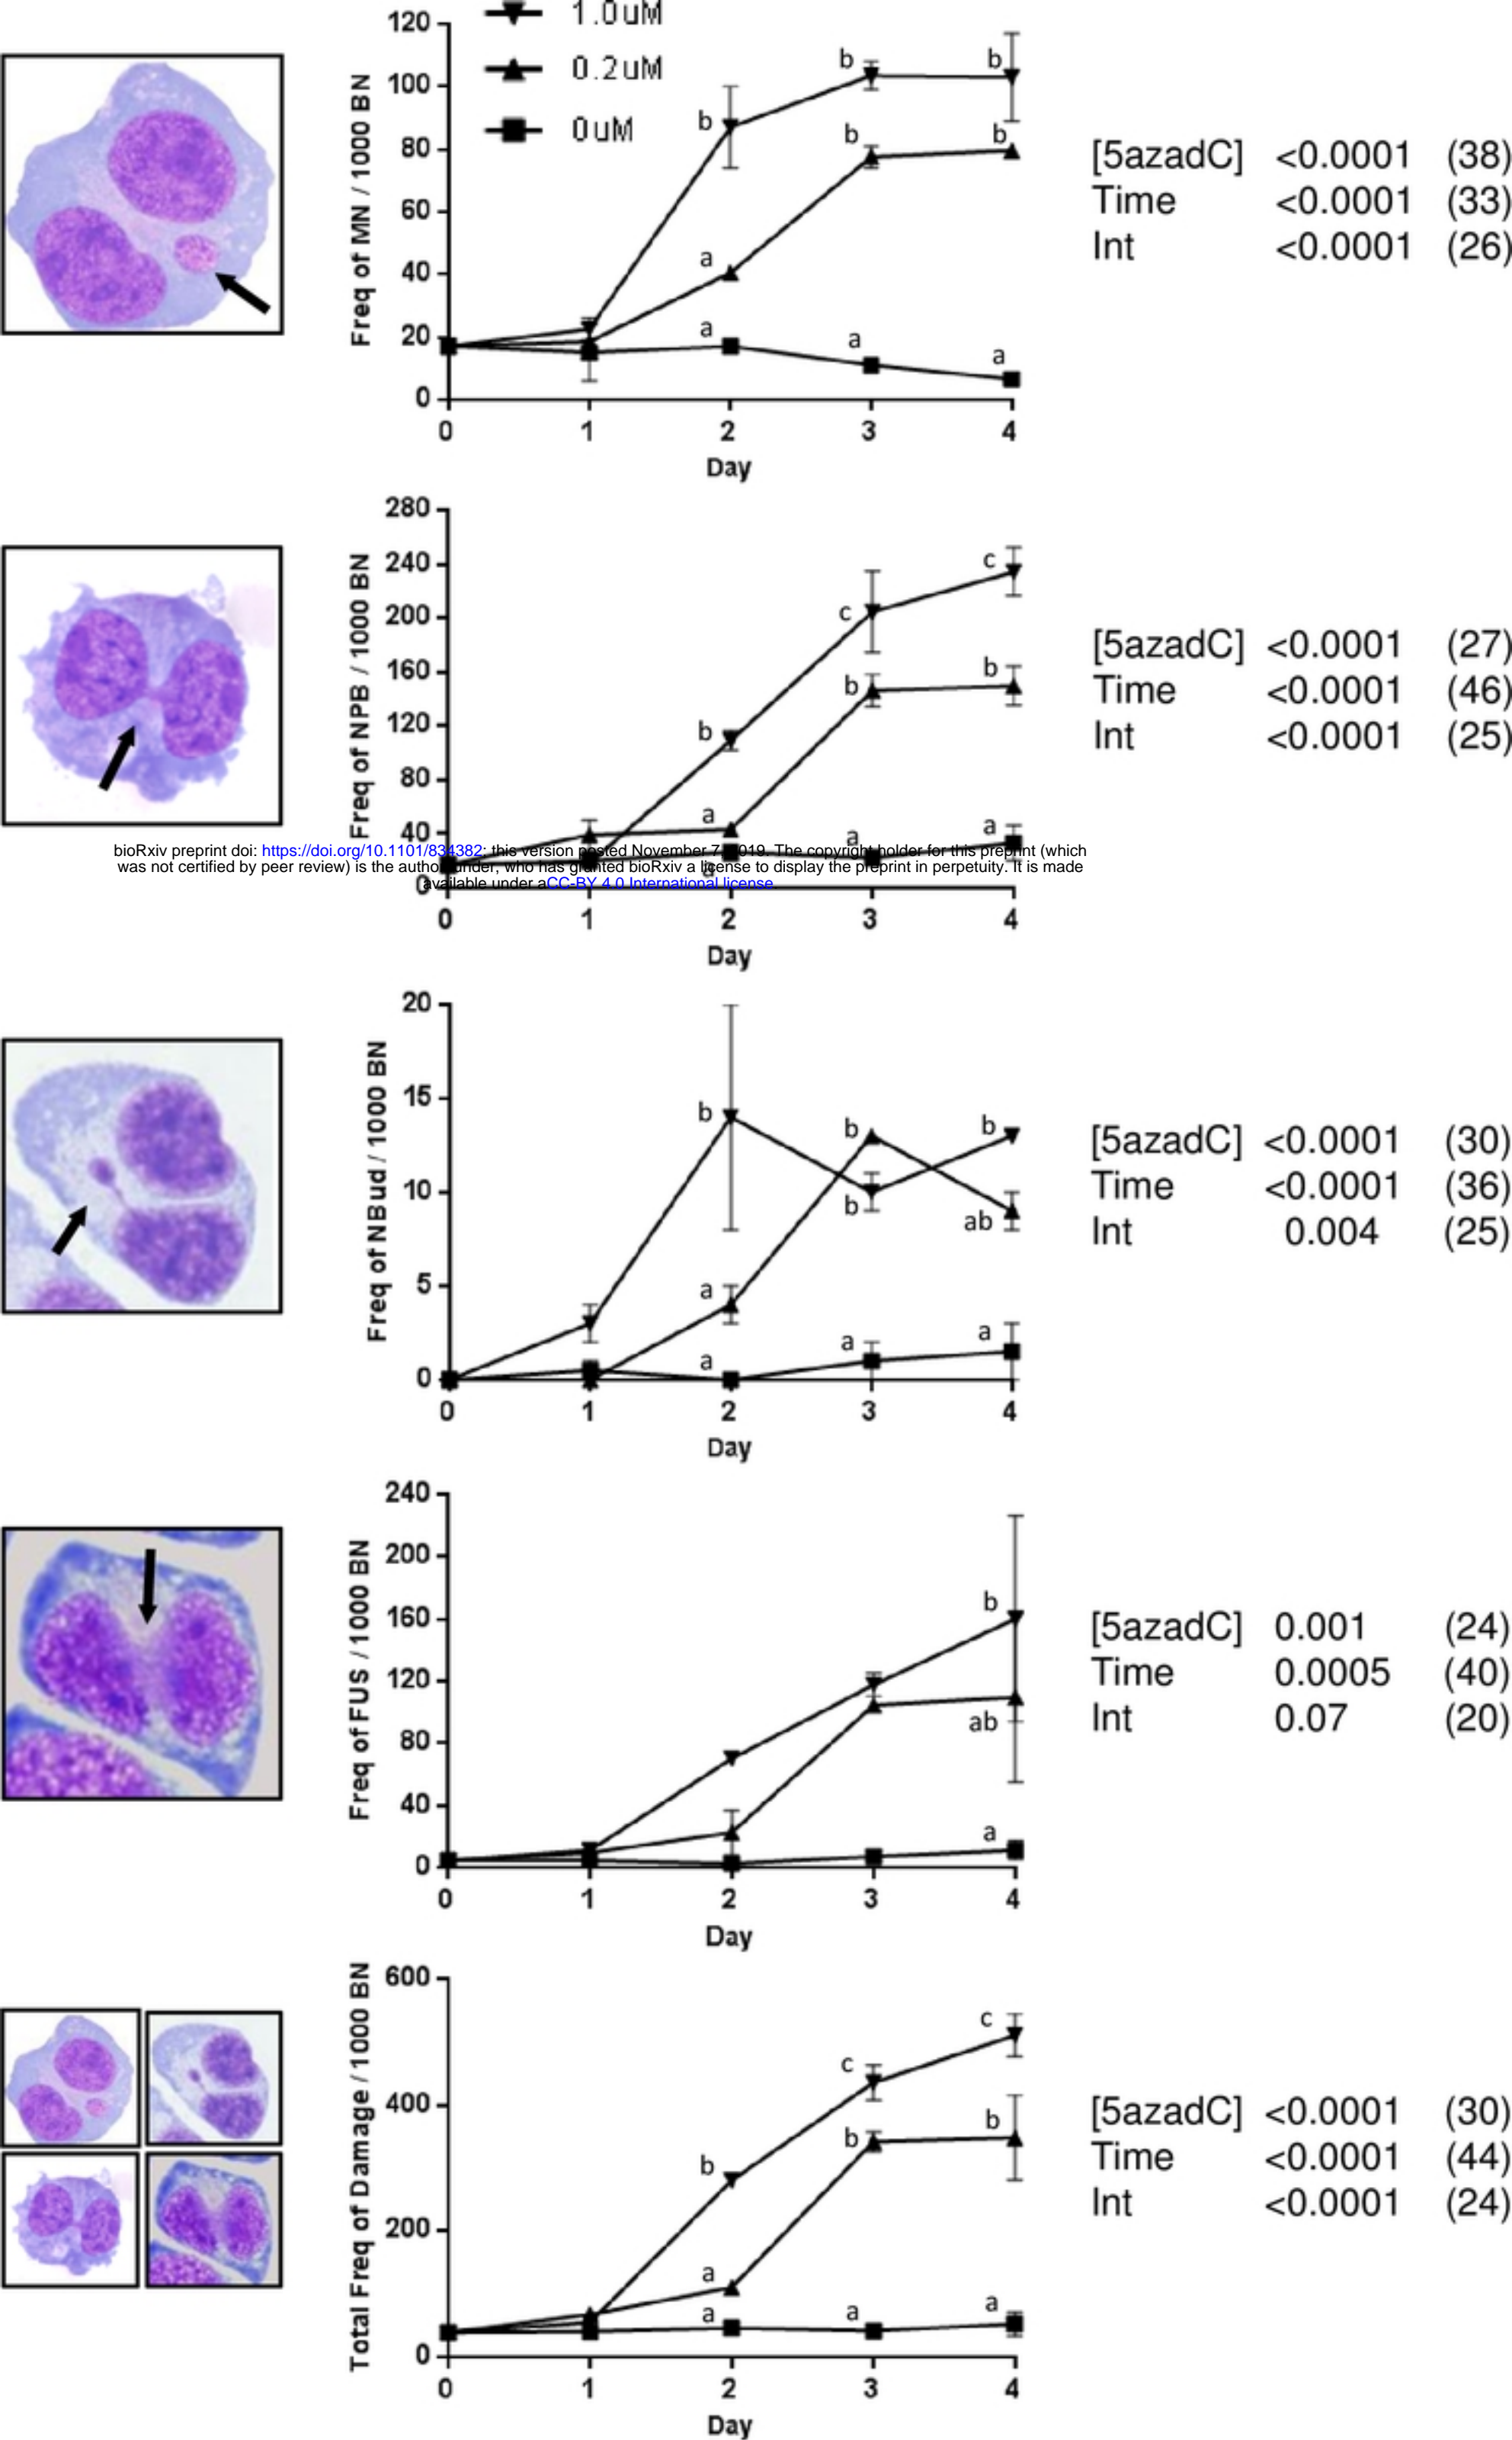 120
100
80
60
40
20
0
Freq of MN / 1000 BN
1.0uM
0.2uM
0uM
b
b
b
a
b
b
a
a
a
0 1 2 3 4
Day
[5azadC] <0.0001 (38)
Time <0.0001 (33)
Int <0.0001 (26)
280
240
200
160
120
80
40
0
Freq of NPB / 1000 BN
b
c
c
a
b
b
a
a
a
0 1 2 3 4
Day
[5azadC] <0.0001 (27)
Time <0.0001 (46)
Int <0.0001 (25)
bioRxiv preprint doi: https://doi.org/10.1101/834382; this version posted November 7, 2019. The copyright holder for this preprint (which
was not certified by peer review) is the author/funder, who has granted bioRxiv a license to display the preprint in perpetuity. It is made
available under aCC-BY 4.0 International license
20
15
10
5
0
Freq of NBud / 1000 BN
b
b
b
a
b
ab
a
a
a
0 1 2 3 4
Day
[5azadC] <0.0001 (30)
Time <0.0001 (36)
Int 0.004 (25)
240
200
160
120
80
40
0
Freq of FUS / 1000 BN
b
ab
a
0 1 2 3 4
Day
[5azadC] 0.001 (24)
Time 0.0005 (40)
Int 0.07 (20)
600
400
200
0
Total Freq of Damage / 1000 BN
b
c
c
a
b
b
a
a
a
0 1 2 3 4
Day
[5azadC] <0.0001 (30)
Time <0.0001 (44)
Int <0.0001 (24)